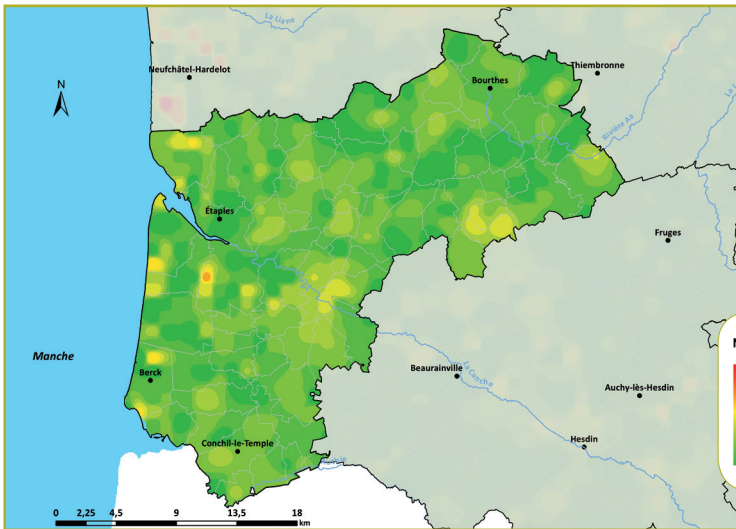 La Liane
Neufchâtel-Hardelot
Thiembronne
Bourthes
N
Rivière Aa
Étaples
Fruges
Manche
Berck
Beaurainville
La Canche
Auchy-lès-Hesdin
Conchil-le-Temple
Hesdin
0 2,25 4,5 9 13,5 18
km